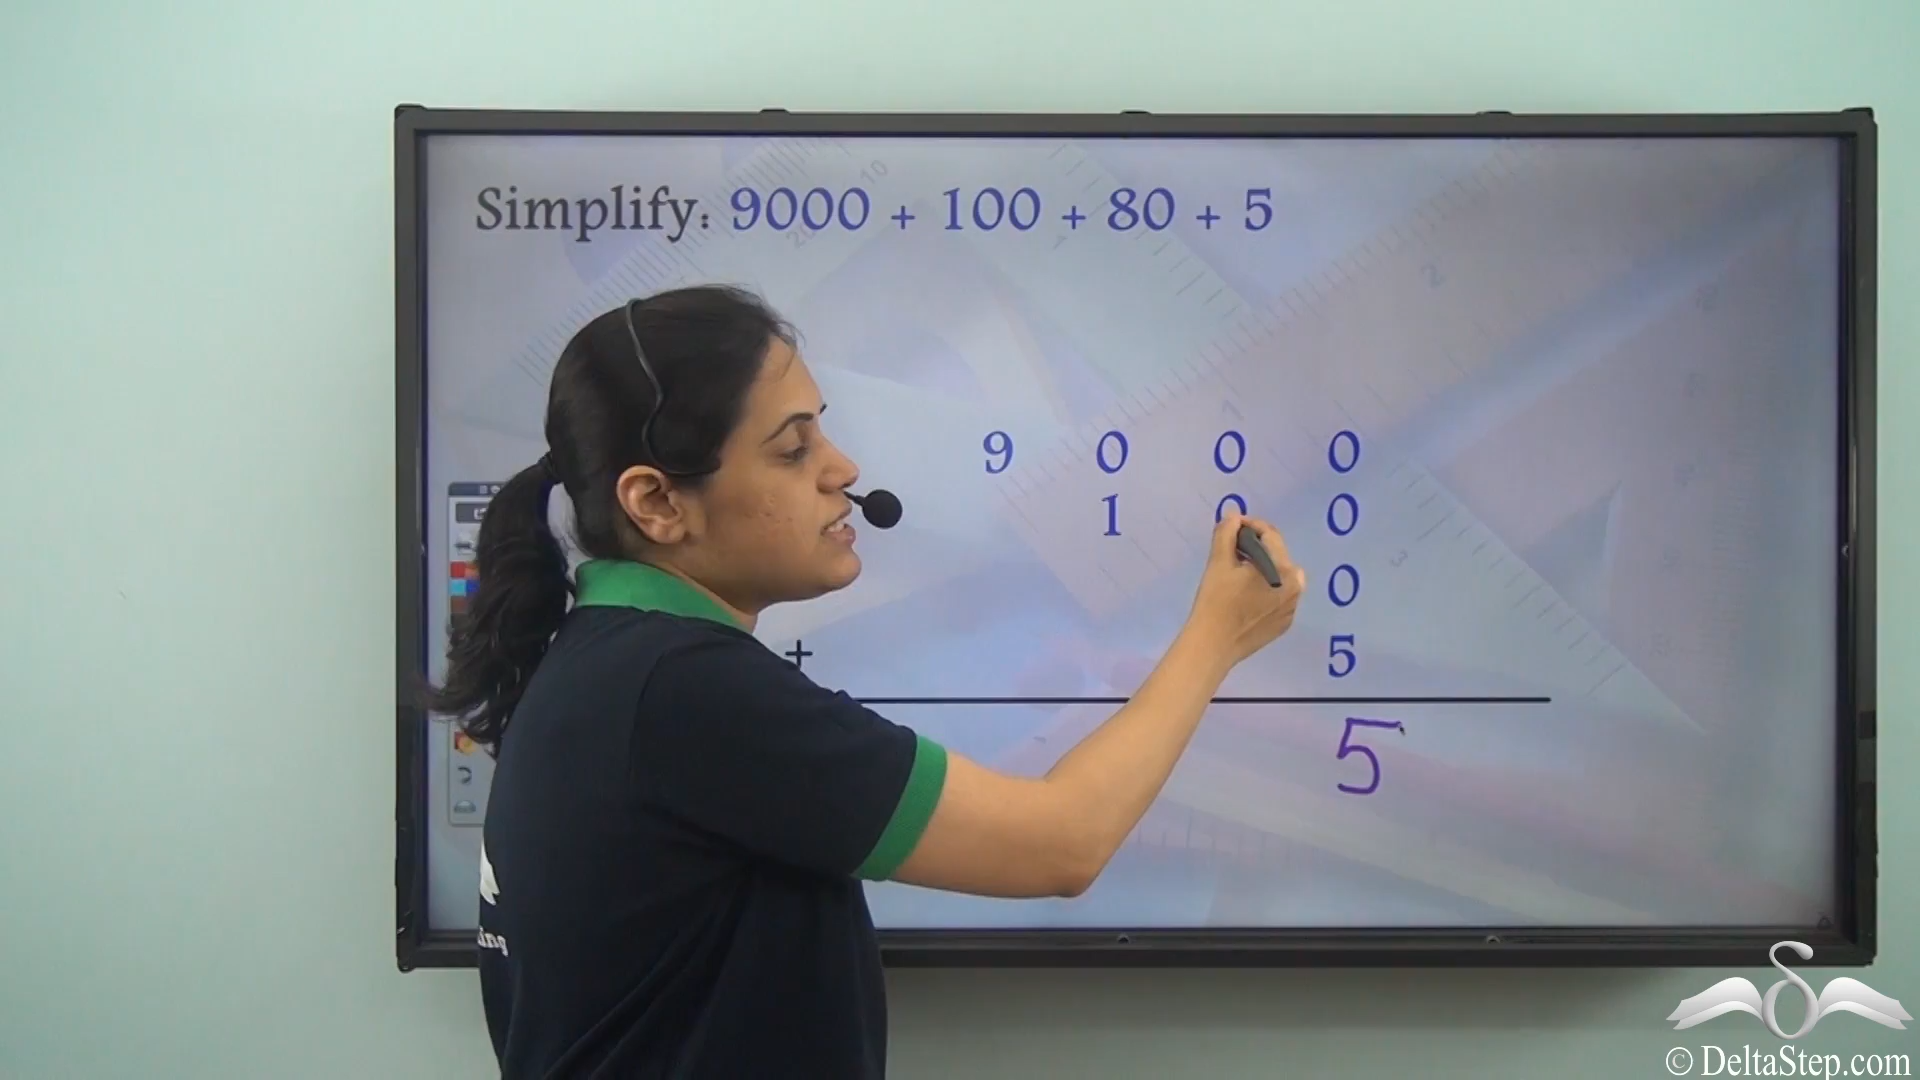 Simplify: 9000 + 100 + 80 + 5
9 0 0 0
1 0 0
0
+ 5
5
© DeltaStep.com